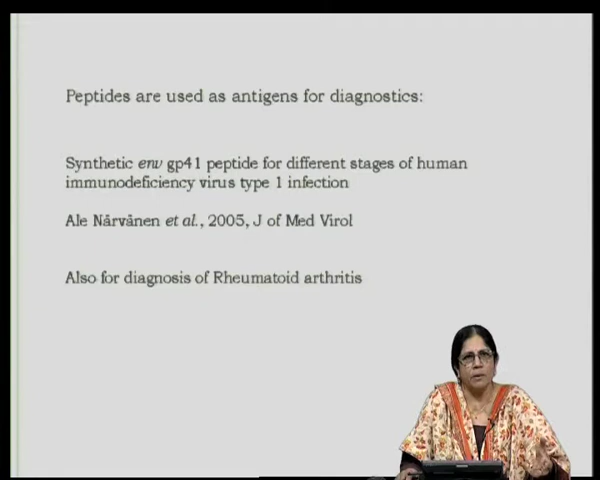 Peptides are used as antigens for diagnostics:
Synthetic env gp41 peptide for different stages of human
immunodeficiency virus type 1 infection
Ale Närvänen et al., 2005, J of Med Virol
Also for diagnosis of Rheumatoid arthritis